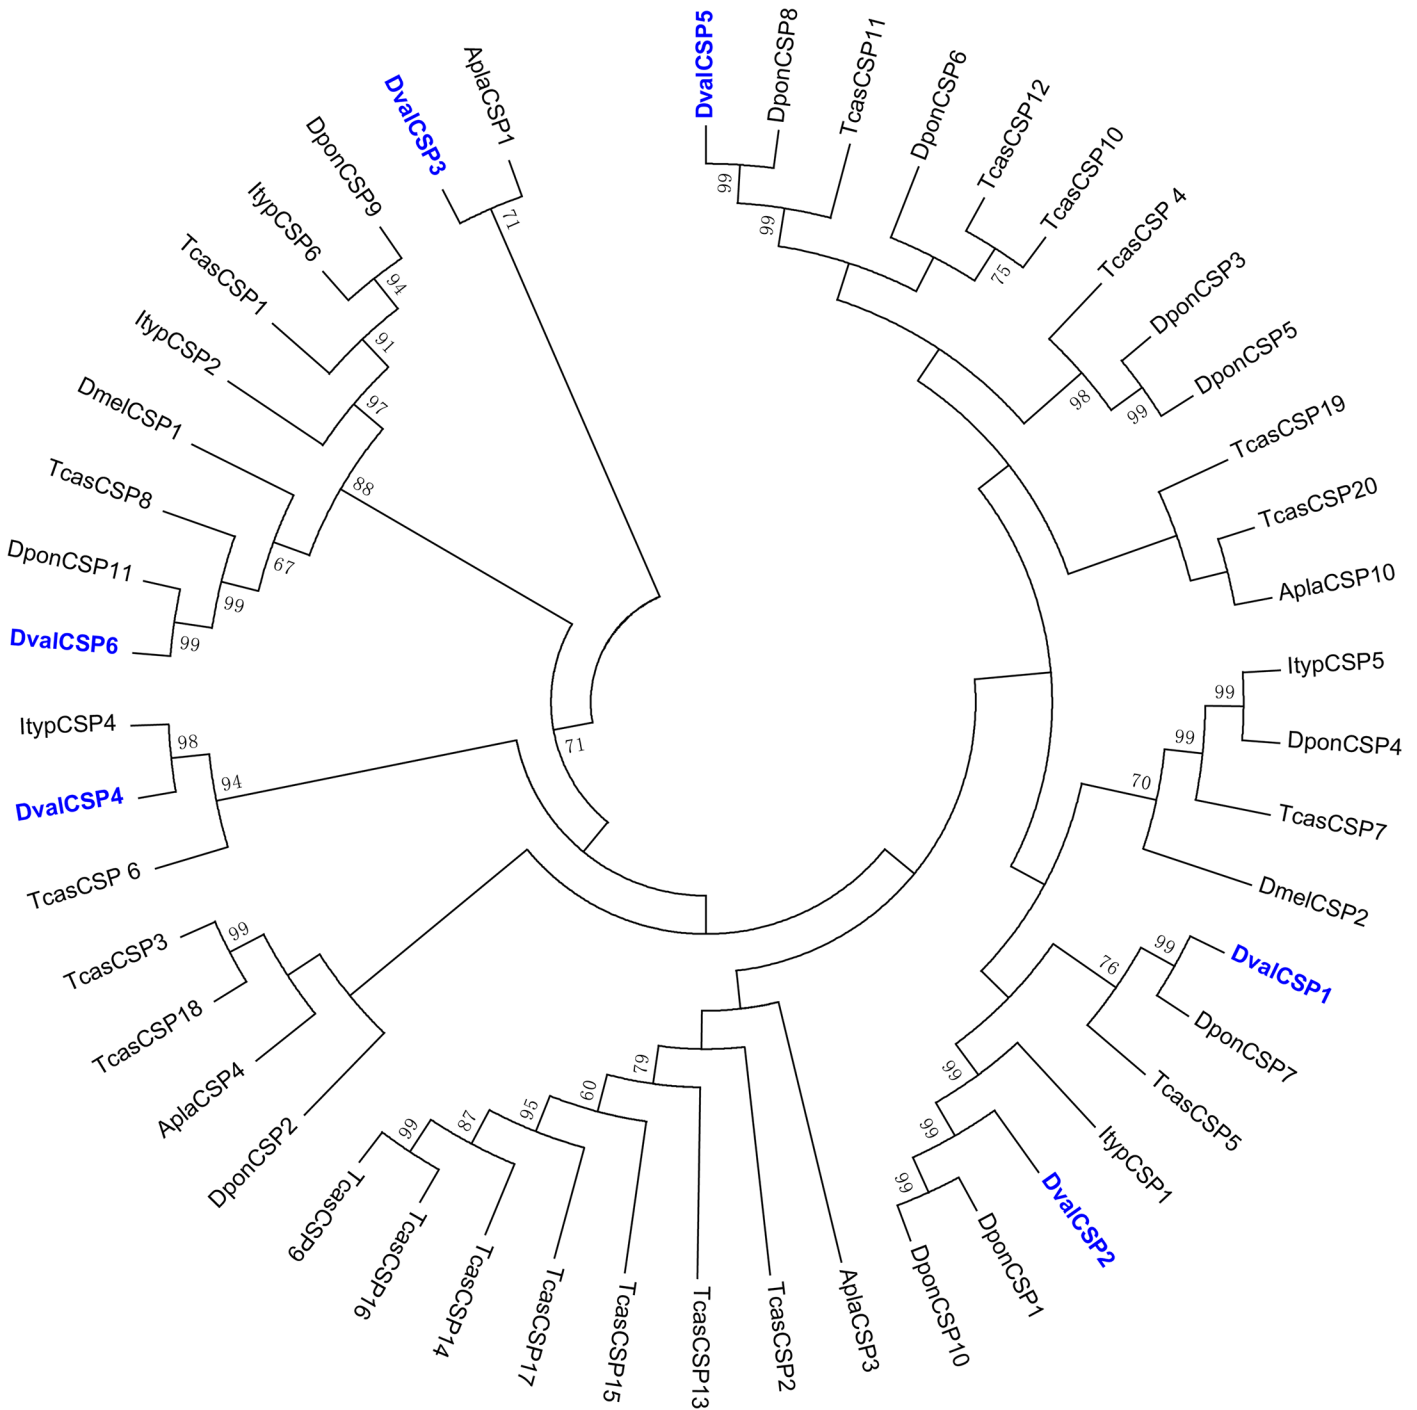 DvalCSP5
DponCSP8
TcasCSP11
DponCSP6
TcasCSP12
TcasCSP10
TcasCSP 4
DponCSP3
DponCSP5
TcasCSP19
TcasCSP20
AplaCSP10
ItypCSP5
DponCSP4
TcasCSP7
DmelCSP2
DvalCSP1
DponCSP7
TcasCSP5
ItypCSP1
DvalCSP2
DponCSP1
DponCSP10
AplaCSP3
TcasCSP2
TcasCSP13
TcasCSP15
TcasCSP17
TcasCSP14
TcasCSP16
TcasCSP9
DponCSP2
AplaCSP4
TcasCSP18
TcasCSP3
TcasCSP 6
DvalCSP4
ItypCSP4
DvalCSP6
DponCSP11
TcasCSP8
DmelCSP1
ItypCSP2
TcasCSP1
ItypCSP6
DponCSP9
DvalCSP3
AplaCSP1
99
99
75
98
99
99
99
70
99
76
99
99
99
79
60
95
87
99
99
94
98
71
99
99
67
88
97
91
94
71